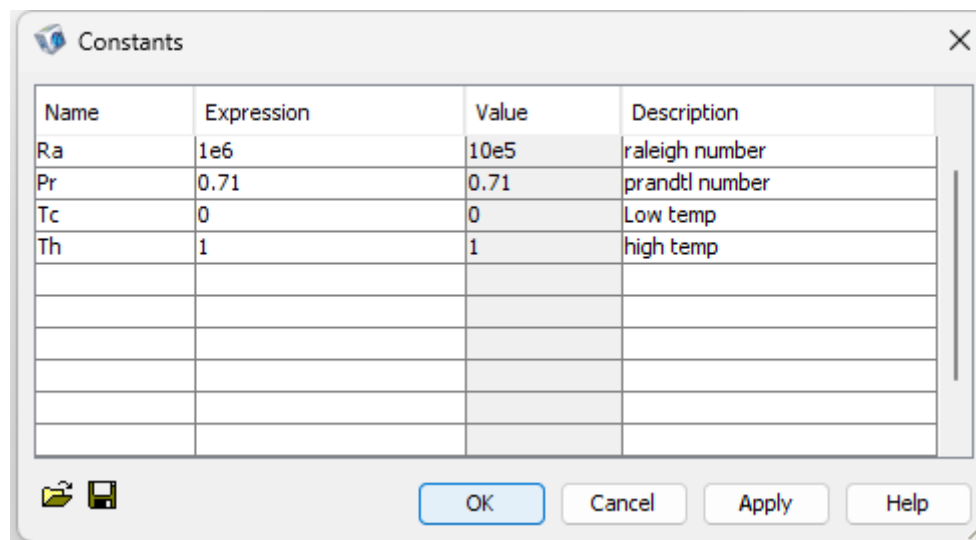 Constants
Name Expression Value Description
Ra 1e6 10e5 raleigh number
Pr 0.71 0.71 prandtl number
Tc 0 0 Low temp
Th 1 1 high temp
OK Cancel Apply Help